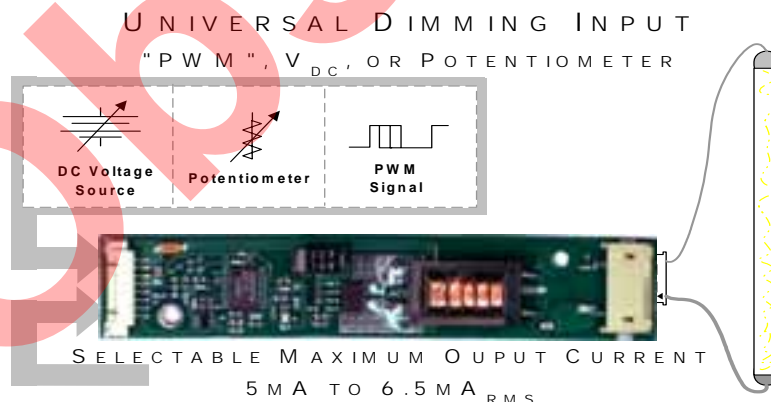 UNIVERSAL DIMMING INPUT
"PWM", VDC, OR POTENTIOMETER
DC Voltage Source
Potentiometer
PWM Signal
SELECTABLE MAXIMUM OUPUT CURRENT
5MA TO 6.5MARMS